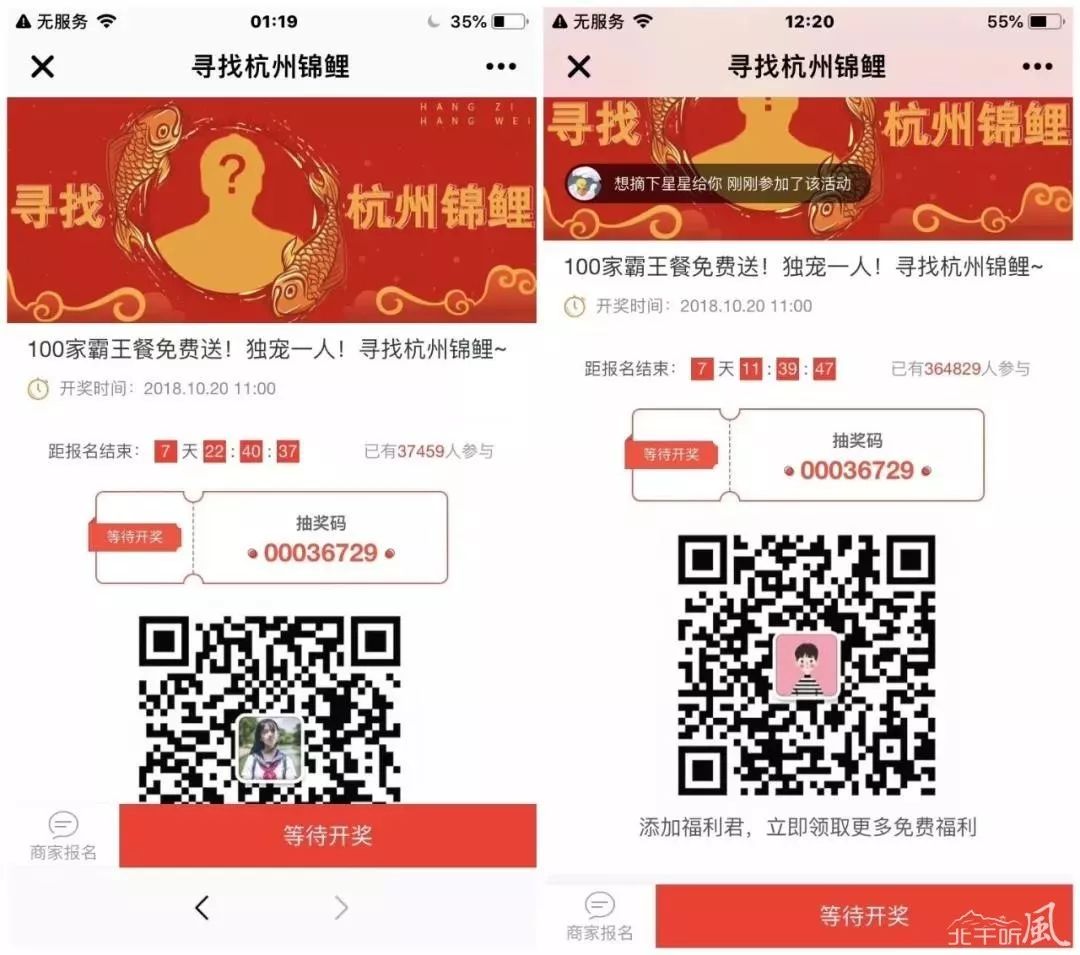 无服务 01:19 35%
寻找杭州锦鲤
HANG ZI
HANG WEI
寻找 ? 杭州锦鲤
100家霸王餐免费送！独宠一人！寻找杭州锦鲤~
开奖时间：2018.10.20 11:00
距报名结束： 7 天 22 : 40 : 37 已有37459人参与
抽奖码
等待开奖
00036729
商家报名
等待开奖
无服务 12:20 55%
寻找杭州锦鲤
寻找 杭州锦鲤
想摘下星星给你 刚刚参加了该活动
100家霸王餐免费送！独宠一人！寻找杭州锦鲤~
开奖时间：2018.10.20 11:00
距报名结束： 7 天 11 : 39 : 47 已有364829人参与
抽奖码
等待开奖
00036729
添加福利君，立即领取更多免费福利
商家报名
等待开奖
北干听風